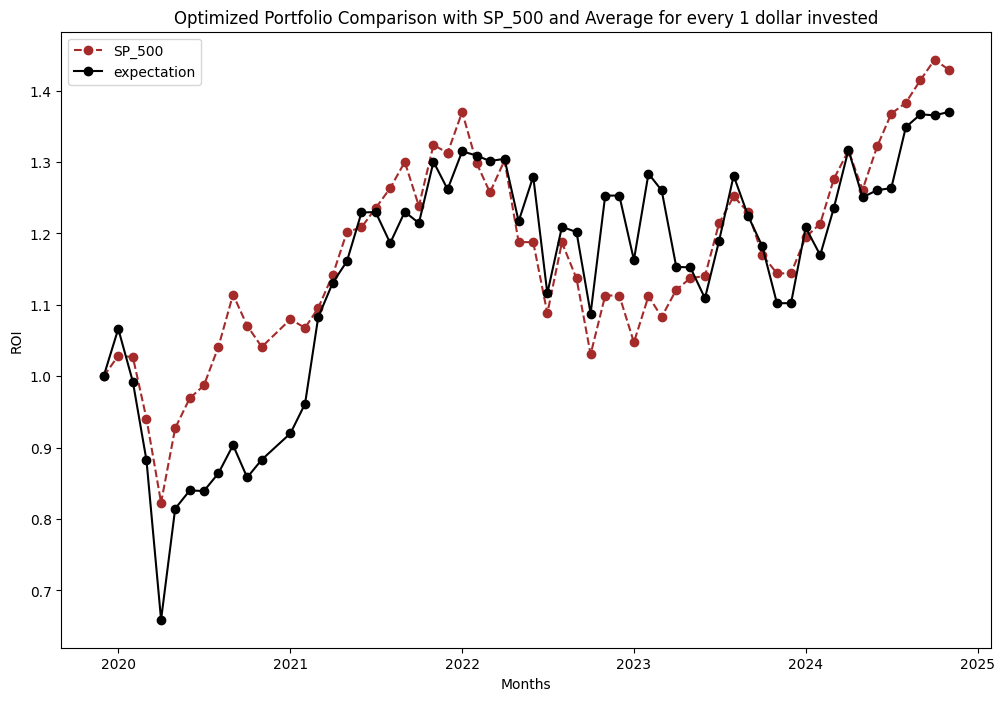 Optimized Portfolio Comparison with SP_500 and Average for every 1 dollar invested
SP_500
expectation
ROI
1.4
1.3
1.2
1.1
1.0
0.9
0.8
0.7
2020 2021 2022 2023 2024 2025
Months